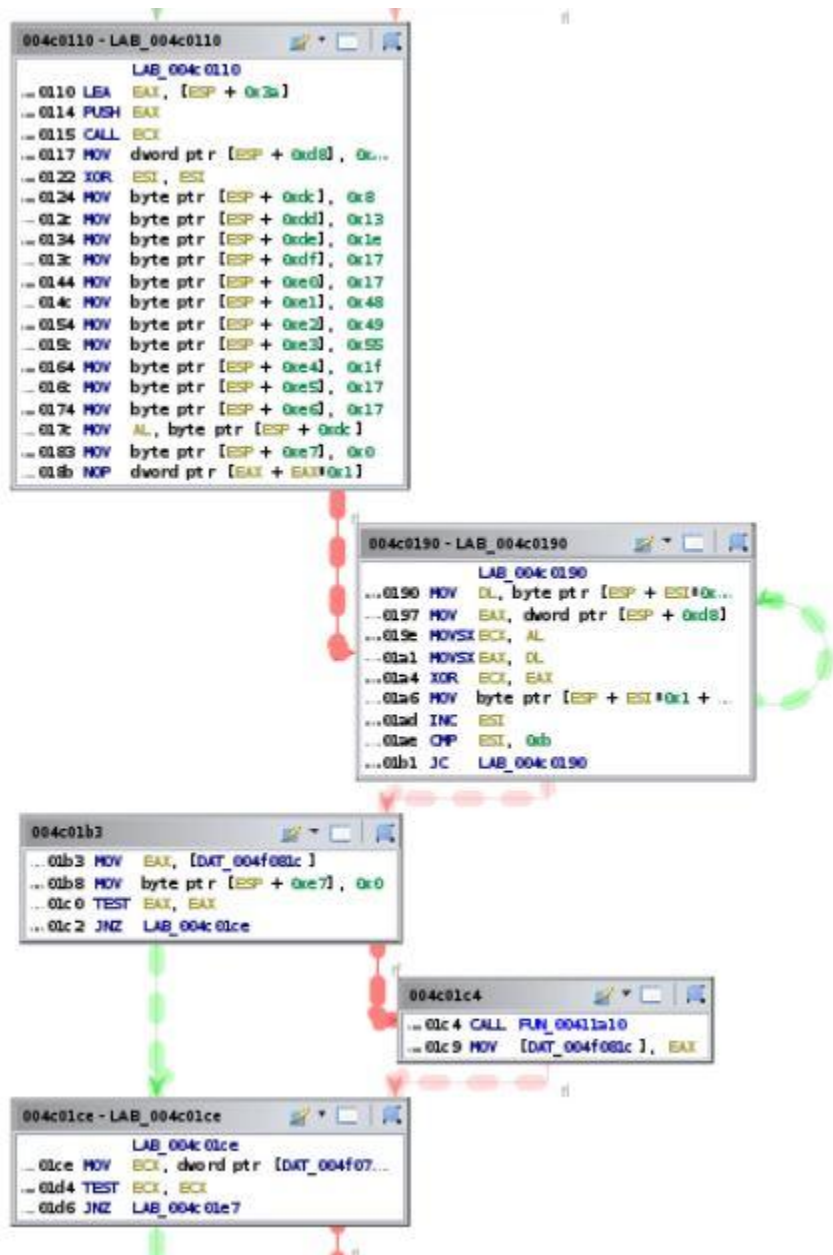 004c0110 - LAB_004c0110
LAB_004c0110
...0110 LEA EAX, [ESP + 0x3a]
...0114 PUSH EAX
...0115 CALL ECX
...0117 MOV dword ptr [ESP + 0xd8], 0x...
...0122 XOR ESI, ESI
...0124 MOV byte ptr [ESP + 0xdc], 0x8
...012c MOV byte ptr [ESP + 0xdd], 0x13
...0134 MOV byte ptr [ESP + 0xde], 0x1e
...013c MOV byte ptr [ESP + 0xdf], 0x17
...0144 MOV byte ptr [ESP + 0xe0], 0x17
...014c MOV byte ptr [ESP + 0xe1], 0x48
...0154 MOV byte ptr [ESP + 0xe2], 0x49
...015c MOV byte ptr [ESP + 0xe3], 0x55
...0164 MOV byte ptr [ESP + 0xe4], 0x1f
...016c MOV byte ptr [ESP + 0xe5], 0x17
...0174 MOV byte ptr [ESP + 0xe6], 0x17
...017c MOV AL, byte ptr [ESP + 0xdc]
...0183 MOV byte ptr [ESP + 0xe7], 0x0
...018b NOP dword ptr [EAX + EAX*0x1]
004c0190 - LAB_004c0190
LAB_004c0190
...0190 MOV DL, byte ptr [ESP + ESI*0x...
...0197 MOV EAX, dword ptr [ESP + 0xd8]
...019e MOVSX ECX, AL
...01a1 MOVSX EAX, DL
...01a4 XOR ECX, EAX
...01a6 MOV byte ptr [ESP + ESI*0x1 + ...
...01ad INC ESI
...01ae CMP ESI, 0xb
...01b1 JC LAB_004c0190
004c01b3
...01b3 MOV EAX, [DAT_004f081c]
...01b8 MOV byte ptr [ESP + 0xe7], 0x0
...01c0 TEST EAX, EAX
...01c2 JNZ LAB_004c01ce
004c01c4
...01c4 CALL FUN_00411a10
...01c9 MOV [DAT_004f081c], EAX
004c01ce - LAB_004c01ce
LAB_004c01ce
...01ce MOV ECX, dword ptr [DAT_004f07...
...01d4 TEST ECX, ECX
...01d6 JNZ LAB_004c01e7